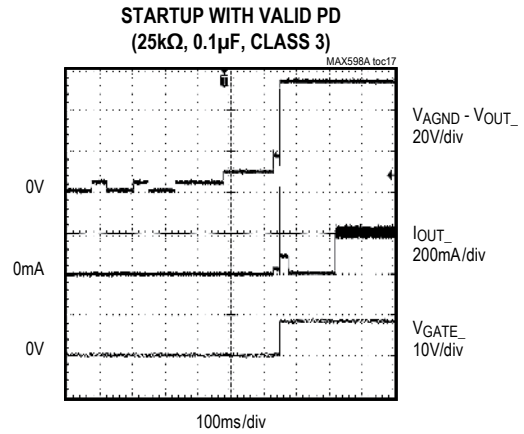 STARTUP WITH VALID PD
(25kΩ, 0.1µF, CLASS 3)
MAX598A toc17
VAGND - VOUT_
20V/div
0V
IOUT_
200mA/div
0mA
VGATE_
10V/div
0V
100ms/div